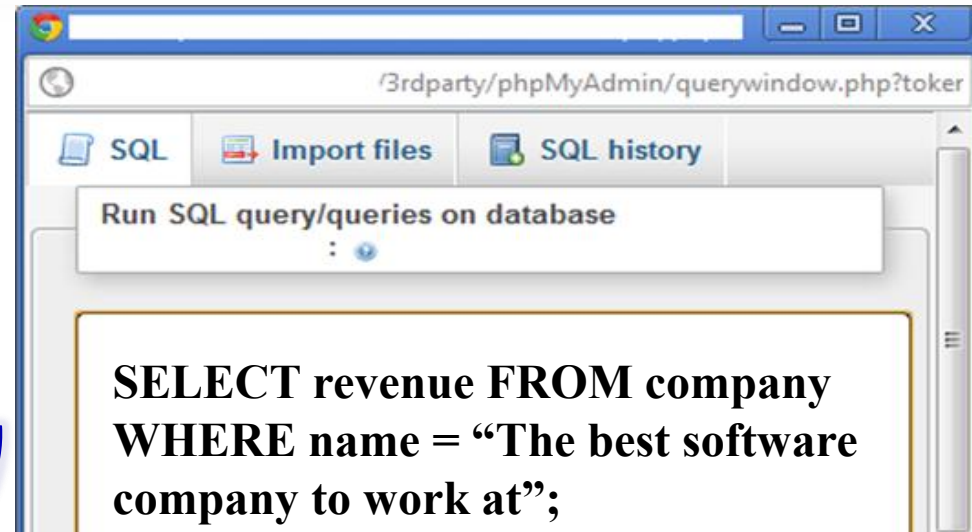 /3rdparty/phpMyAdmin/querywindow.php?toker
SQL Import files SQL history
Run SQL query/queries on database
:
SELECT revenue FROM company
WHERE name = “The best software
company to work at”;